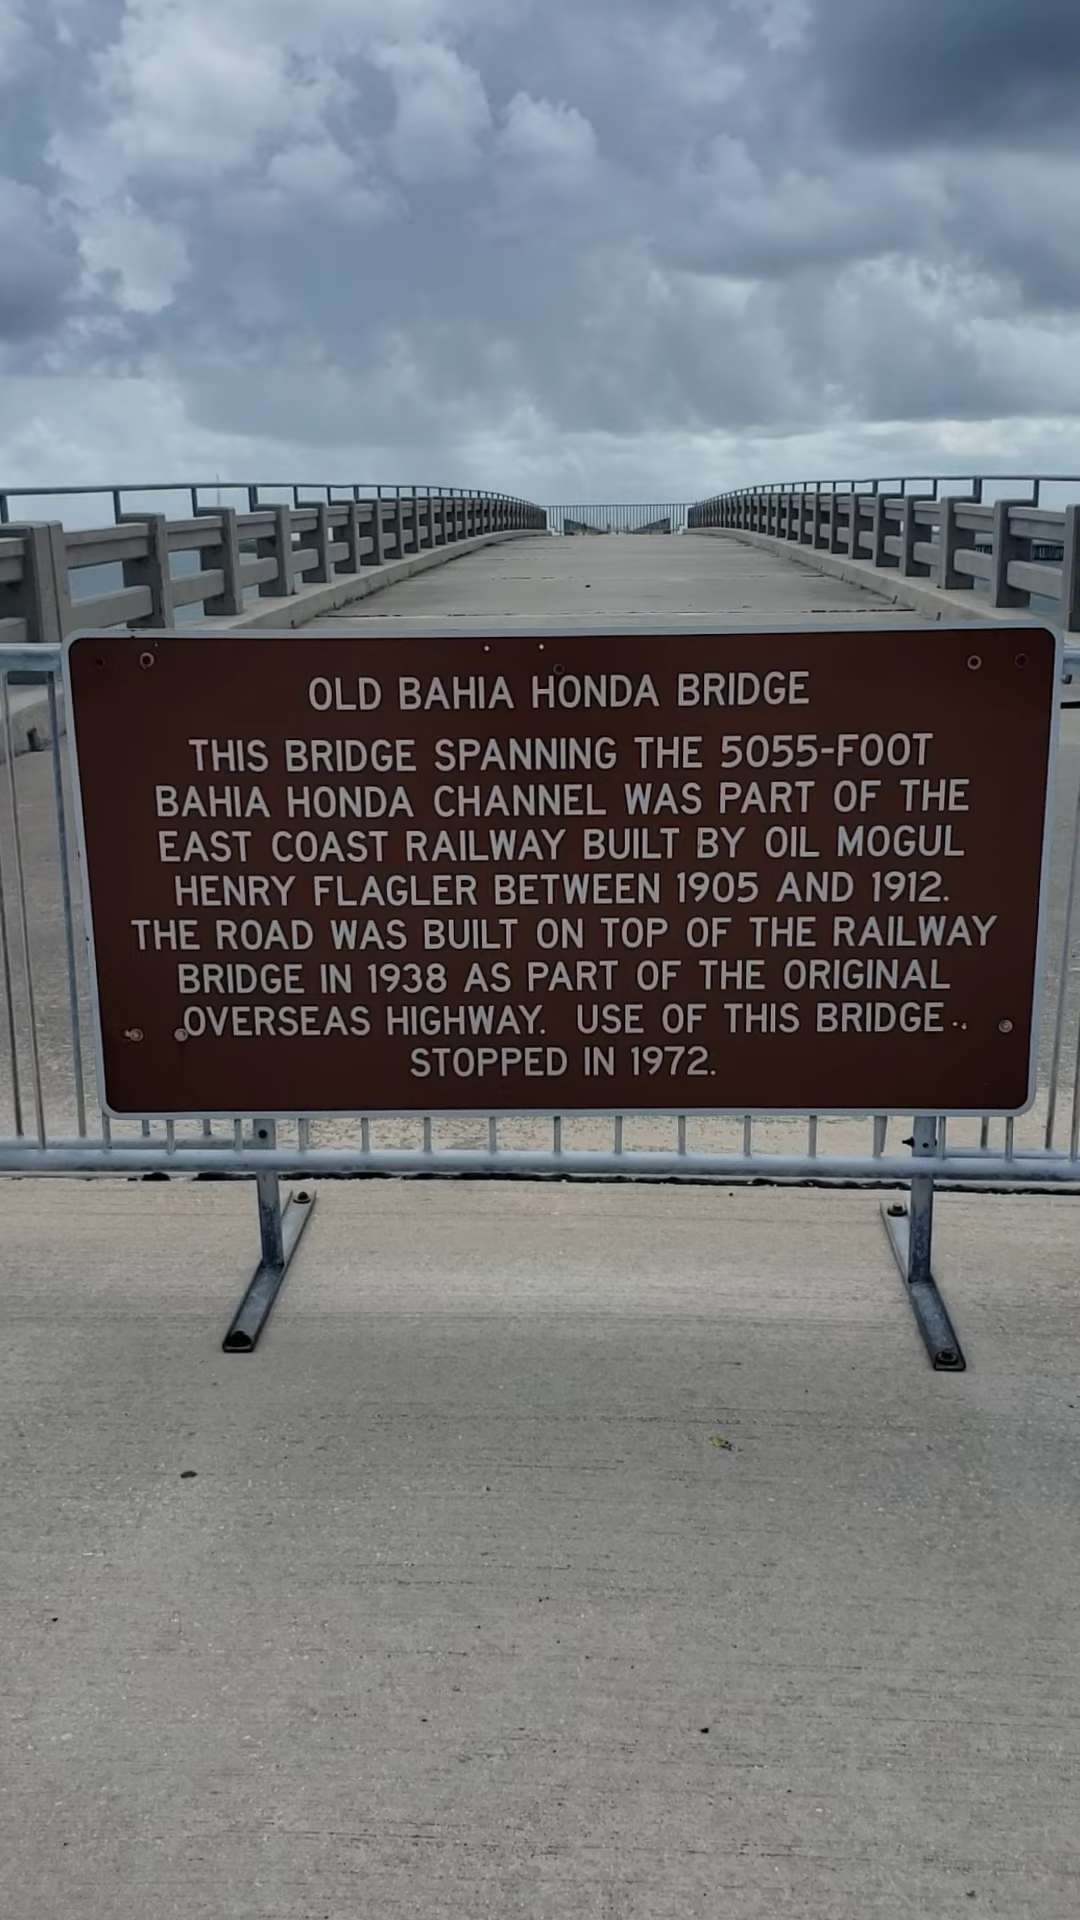 OLD BAHIA HONDA BRIDGE
THIS BRIDGE SPANNING THE 5055-FOOT
BAHIA HONDA CHANNEL WAS PART OF THE
EAST COAST RAILWAY BUILT BY OIL MOGUL
HENRY FLAGLER BETWEEN 1905 AND 1912.
THE ROAD WAS BUILT ON TOP OF THE RAILWAY
BRIDGE IN 1938 AS PART OF THE ORIGINAL
OVERSEAS HIGHWAY. USE OF THIS BRIDGE
STOPPED IN 1972.